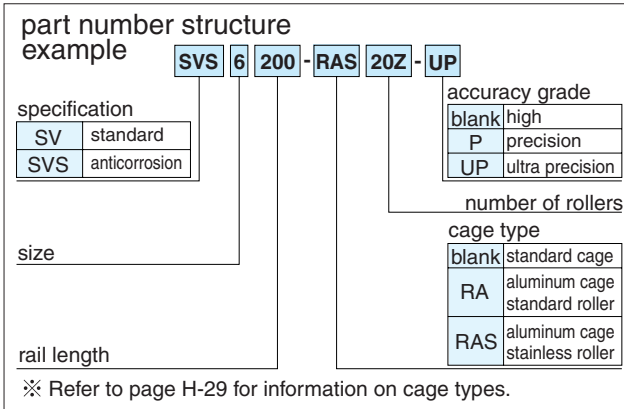 part number structure
example
SVS 6 200 - RAS 20Z - UP
specification
SV standard
SVS anticorrosion
size
rail length
accuracy grade
blank high
P precision
UP ultra precision
number of rollers
cage type
blank standard cage
RA aluminum cage
standard roller
RAS aluminum cage
stainless roller
※ Refer to page H-29 for information on cage types.